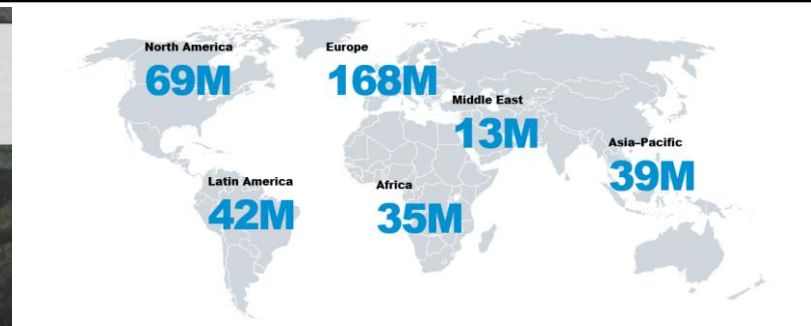 North America
69M
Europe
168M
Middle East
13M
Asia–Pacific
39M
Latin America
42M
Africa
35M